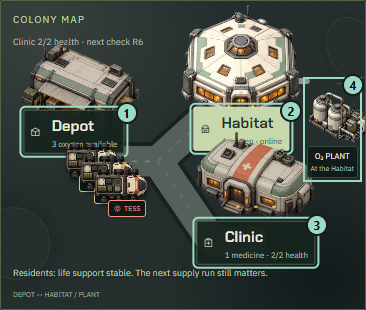 COLONY MAP
Clinic 2/2 health · next check R6
4
1
Depot
3 oxygen available
2
Habitat
· online
O₂ PLANT
At the Habitat
TESS
3
Clinic
1 medicine · 2/2 health
Residents: life support stable. The next supply run still matters.
DEPOT ↔ HABITAT / PLANT